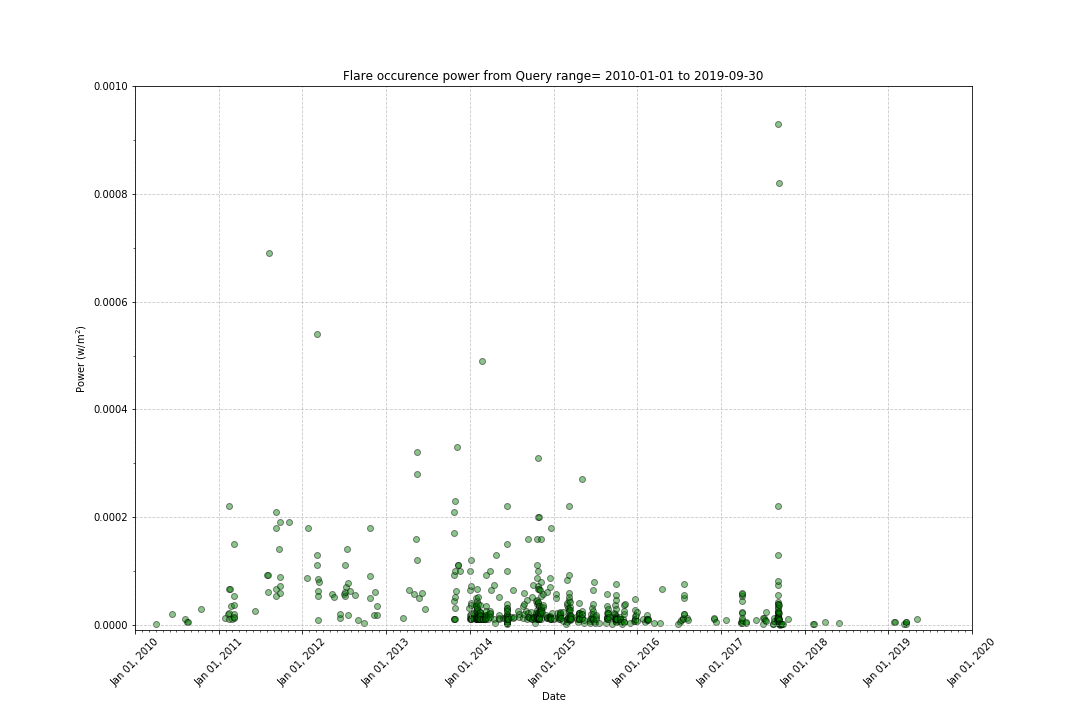 Flare occurence power from Query range= 2010-01-01 to 2019-09-30
0.0010
0.0008
0.0006
0.0004
0.0002
0.0000
Power (w/m²)
Jan 01, 2010
Jan 01, 2011
Jan 01, 2012
Jan 01, 2013
Jan 01, 2014
Jan 01, 2015
Jan 01, 2016
Jan 01, 2017
Jan 01, 2018
Jan 01, 2019
Jan 01, 2020
Date